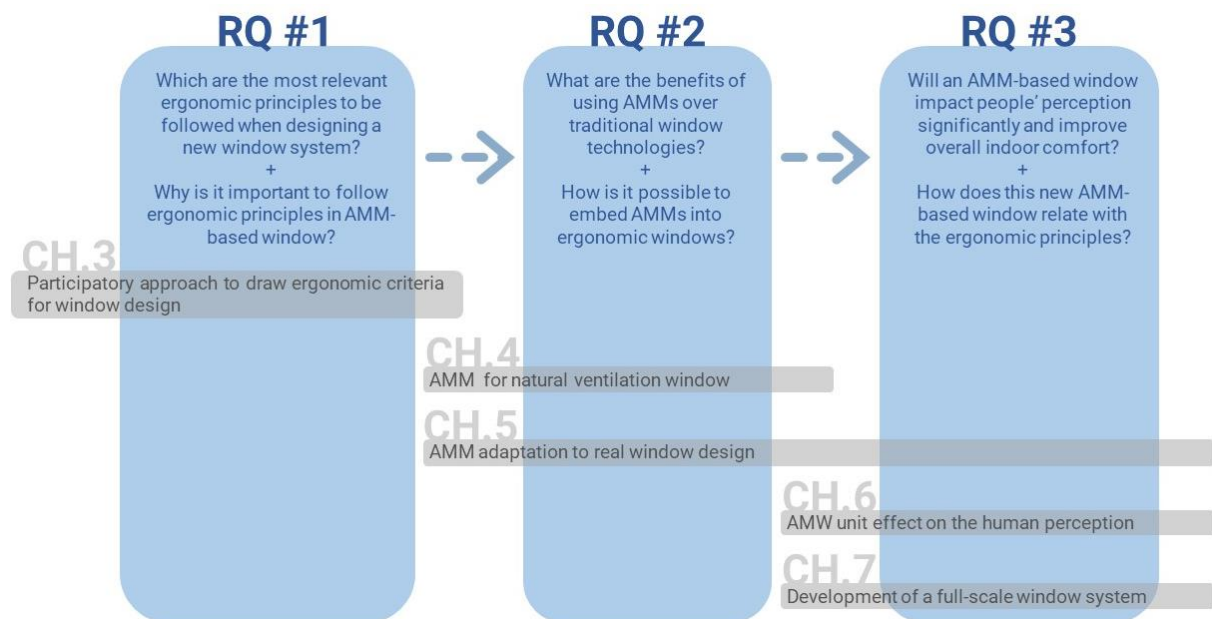 RQ #1
Which are the most relevant
ergonomic principles to be
followed when designing a
new window system?
+
Why is it important to follow
ergonomic principles in AMM-
based window?
RQ #2
What are the benefits of
using AMMs over
traditional window
technologies?
+
How is it possible to
embed AMMs into
ergonomic windows?
RQ #3
Will an AMM-based window
impact people’ perception
significantly and improve
overall indoor comfort?
+
How does this new AMM-
based window relate with
the ergonomic principles?
CH.3
Participatory approach to draw ergonomic criteria
for window design
CH.4
AMM for natural ventilation window
CH.5
AMM adaptation to real window design
CH.6
AMW unit effect on the human perception
CH.7
Development of a full-scale window system